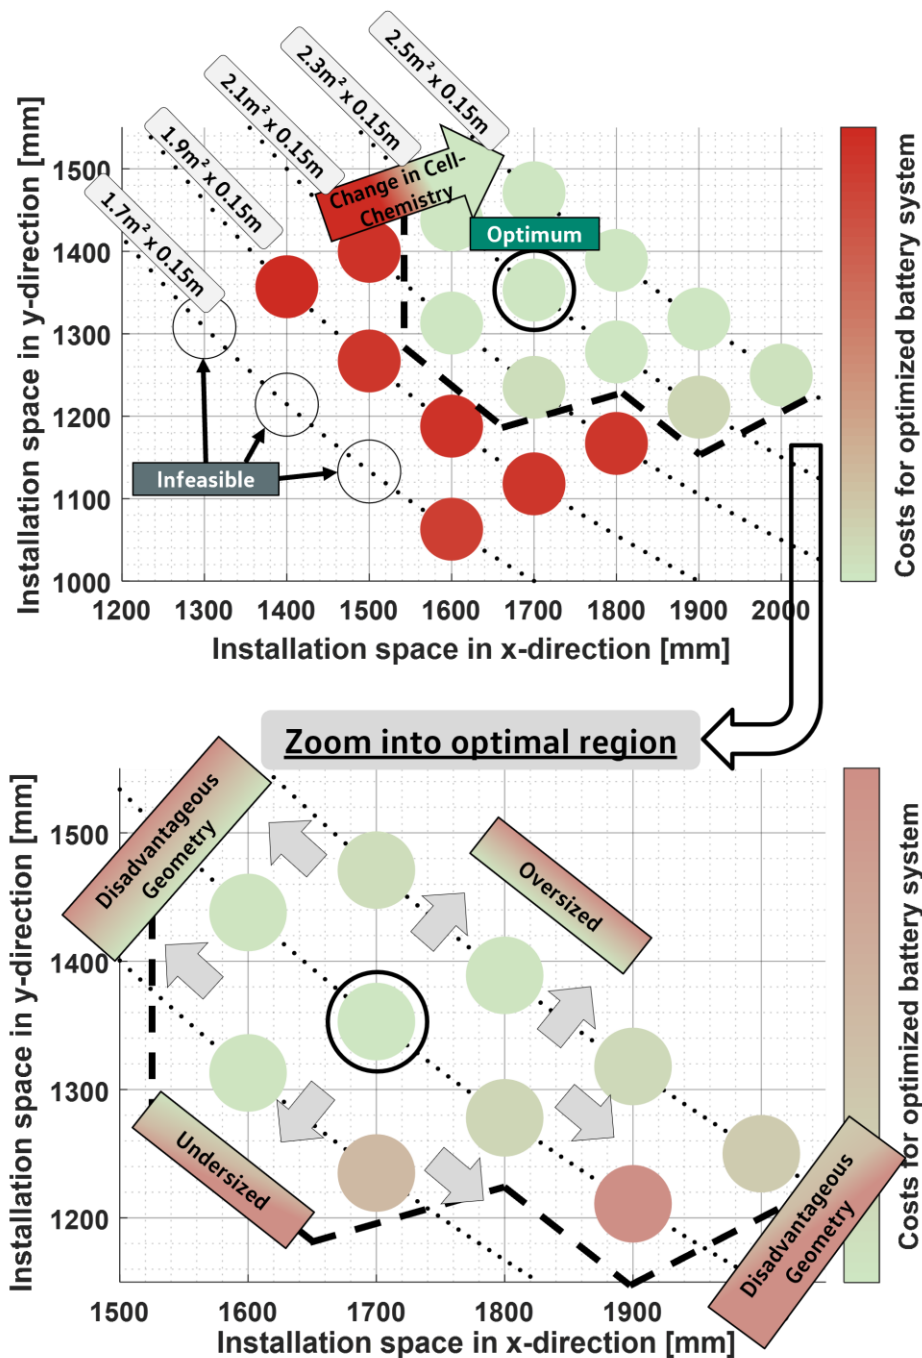 2.5m² x 0.15m
2.3m² x 0.15m
2.1m² x 0.15m
1.9m² x 0.15m
1.7m² x 0.15m
Change in Cell-
Chemistry
Optimum
Infeasible
Installation space in y-direction [mm]
1500
1400
1300
1200
1100
1000
1200 1300 1400 1500 1600 1700 1800 1900 2000
Installation space in x-direction [mm]
Costs for optimized battery system
Zoom into optimal region
Disadvantageous
Geometry
Oversized
Undersized
Disadvantageous
Geometry
Installation space in y-direction [mm]
1500
1400
1300
1200
1500 1600 1700 1800 1900
Installation space in x-direction [mm]
Costs for optimized battery system